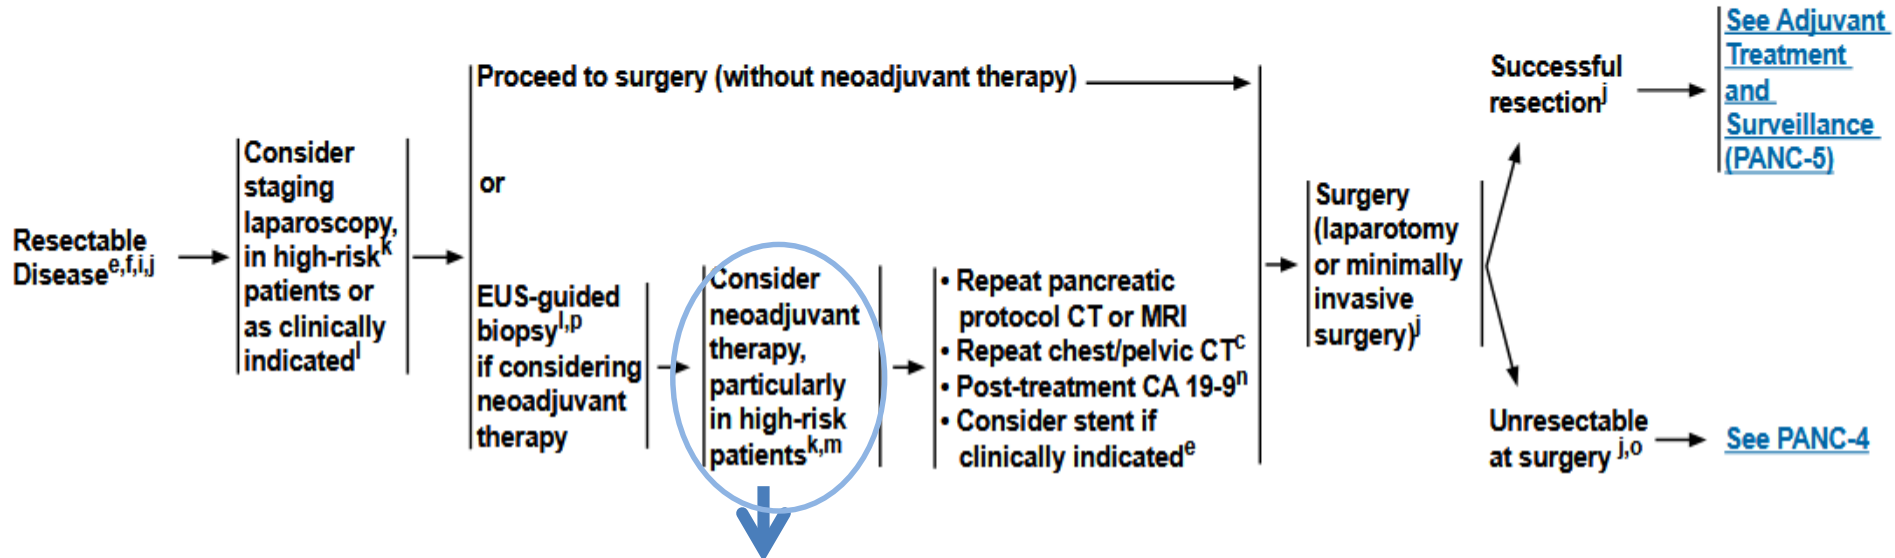 Resectable
Disease e,f,i,j
Consider
staging
laparoscopy,
in high-risk k
patients or
as clinically
indicated l
Proceed to surgery (without neoadjuvant therapy)
or
EUS-guided
biopsy l,p
if considering
neoadjuvant
therapy
Consider
neoadjuvant
therapy,
particularly
in high-risk
patients k,m
• Repeat pancreatic
protocol CT or MRI
• Repeat chest/pelvic CT c
• Post-treatment CA 19-9 n
• Consider stent if
clinically indicated e
Surgery
(laparotomy
or minimally
invasive
surgery) j
Successful
resection j
See Adjuvant
Treatment
and
Surveillance
(PANC-5)
Unresectable
at surgery j,o
See PANC-4